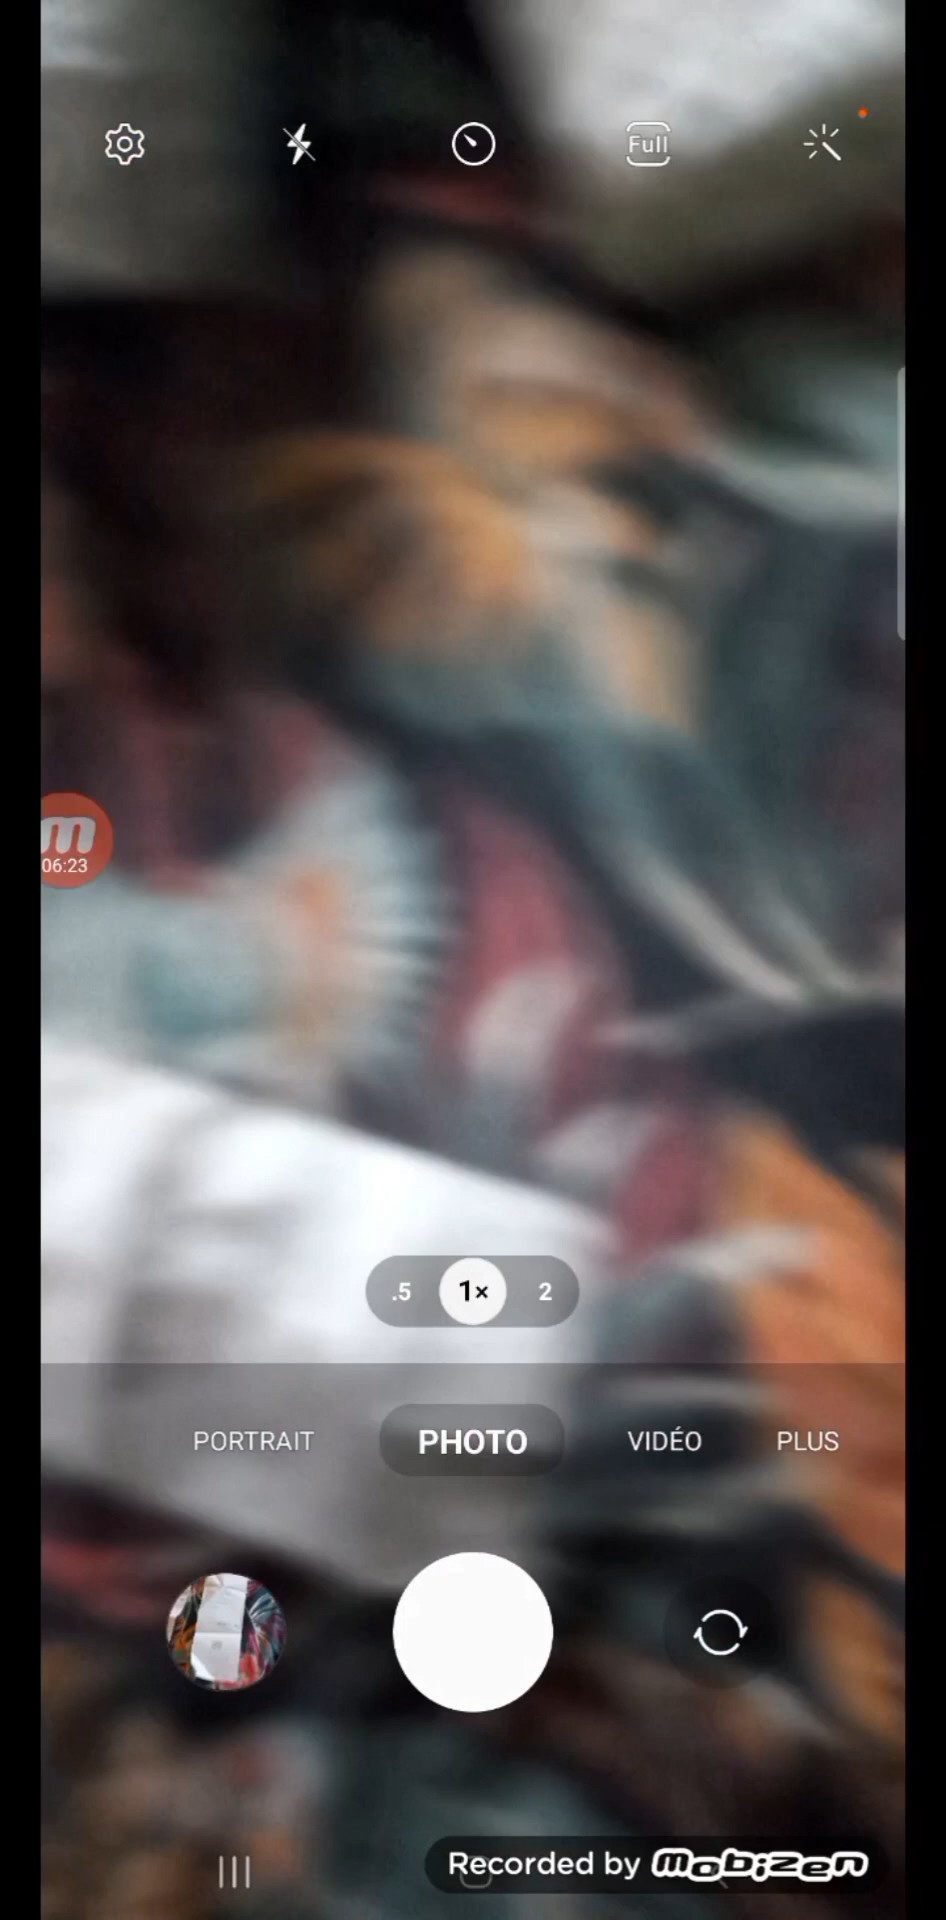 Full
m
06:23
.5 1× 2
PORTRAIT PHOTO VIDÉO PLUS
Recorded by mobizen